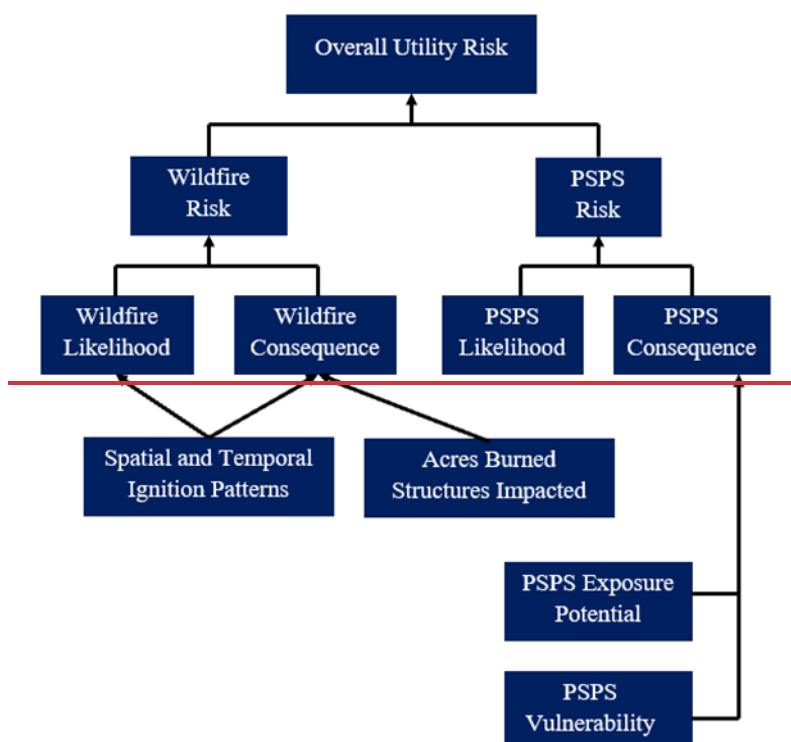 Overall Utility Risk
Wildfire
Risk
PSPS
Risk
Wildfire
Likelihood
Wildfire
Consequence
PSPS
Likelihood
PSPS
Consequence
Spatial and Temporal
Ignition Patterns
Acres Burned
Structures Impacted
PSPS Exposure
Potential
PSPS
Vulnerability